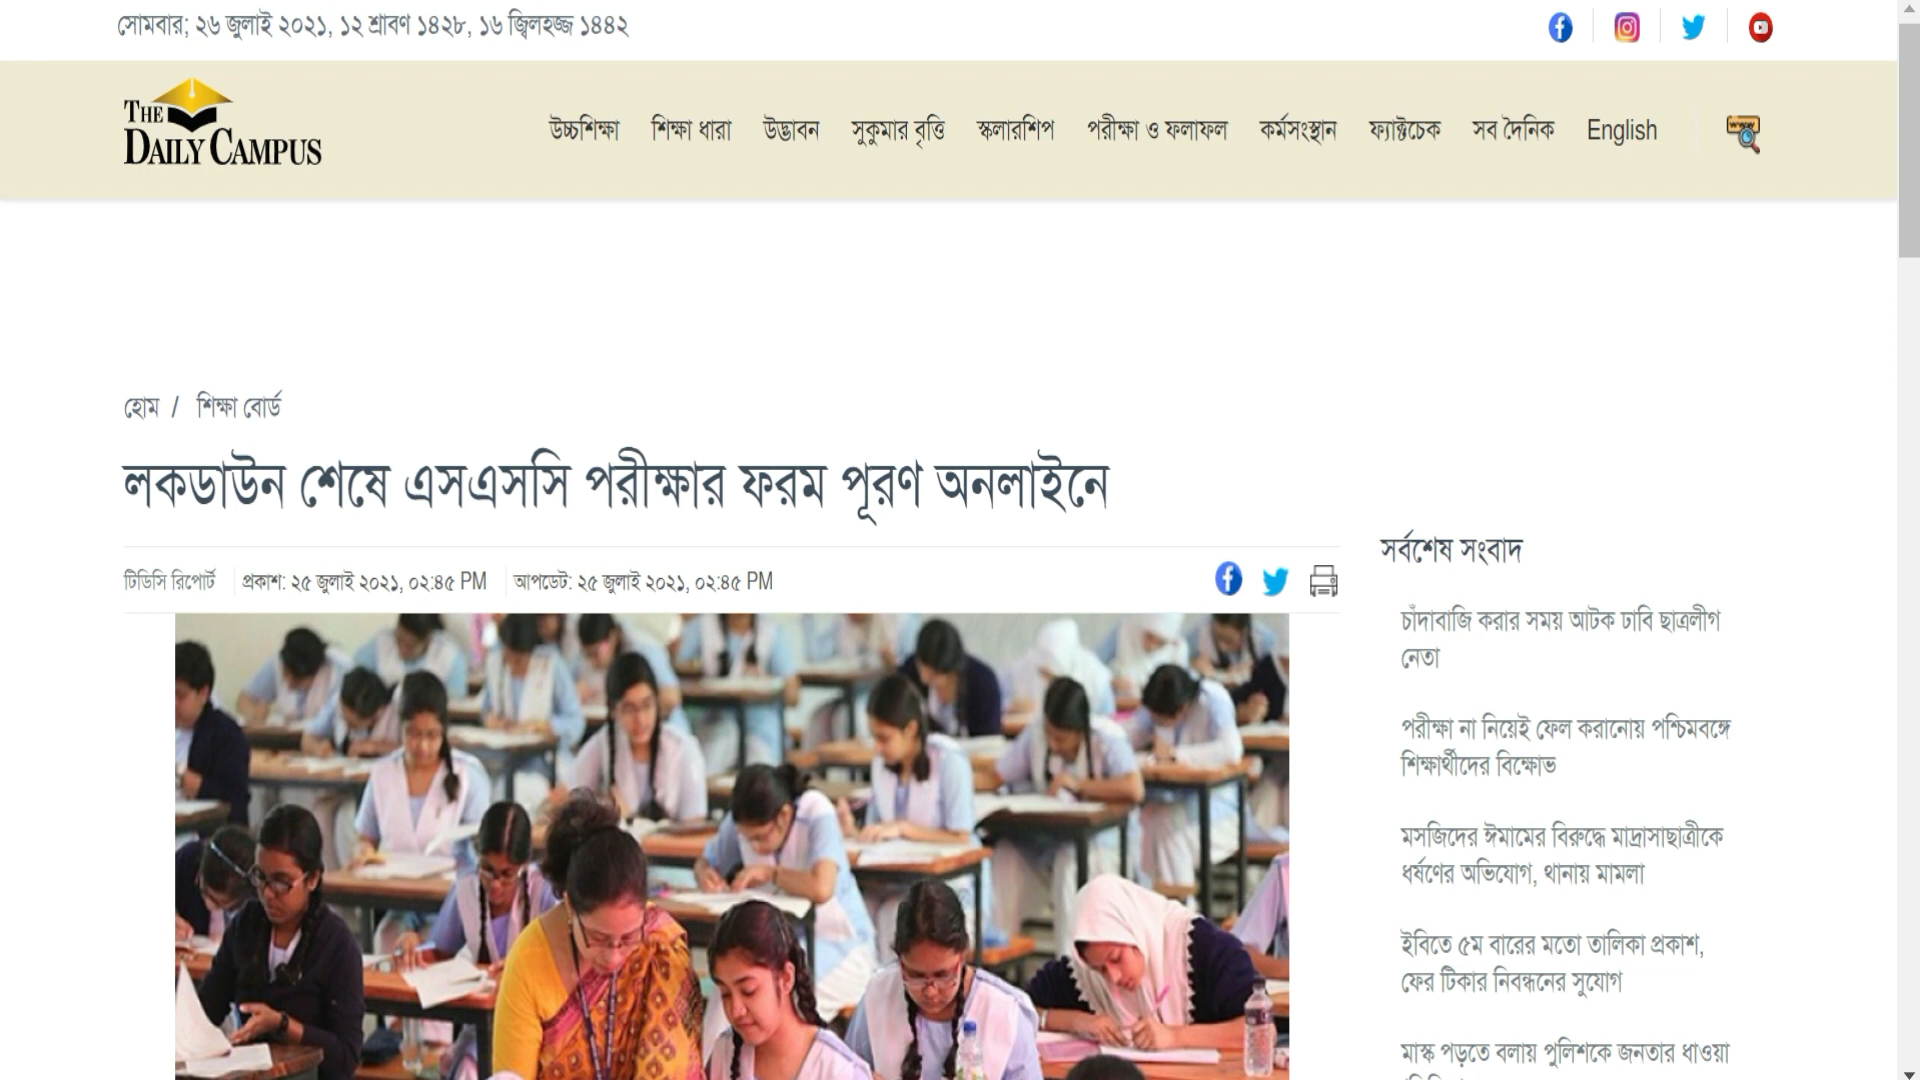 সোমবার; ২৬ জুলাই ২০২১, ১২ শ্রাবণ ১৪২৮, ১৬ জ্বিলহজ্জ ১৪৪২
THE
DAILY CAMPUS
উচ্চশিক্ষা শিক্ষা ধারা উদ্ভাবন সুকুমার বৃত্তি স্কলারশিপ পরীক্ষা ও ফলাফল কর্মসংস্থান ফ্যাক্টচেক সব দৈনিক English
হোম / শিক্ষা বোর্ড
লকডাউন শেষে এসএসসি পরীক্ষার ফরম পূরণ অনলাইনে
টিডিসি রিপোর্ট প্রকাশ: ২৫ জুলাই ২০২১, ০২:৪৫ PM আপডেট: ২৫ জুলাই ২০২১, ০২:৪৫ PM
সর্বশেষ সংবাদ
চাঁদাবাজি করার সময় আটক ঢাবি ছাত্রলীগ
নেতা
পরীক্ষা না নিয়েই ফেল করানোয় পশ্চিমবঙ্গে
শিক্ষার্থীদের বিক্ষোভ
মসজিদের ঈমামের বিরুদ্ধে মাদ্রাসাছাত্রীকে
ধর্ষণের অভিযোগ, থানায় মামলা
ইবিতে ৫ম বারের মতো তালিকা প্রকাশ,
ফের টিকার নিবন্ধনের সুযোগ
মাস্ক পড়তে বলায় পুলিশকে জনতার ধাওয়া